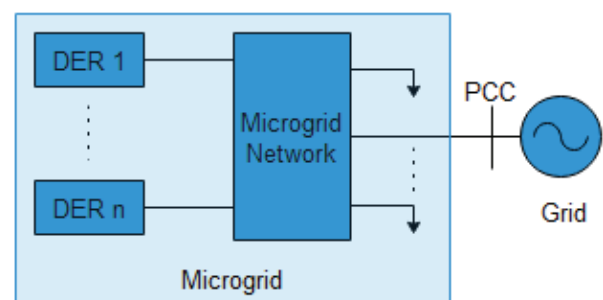 DER 1
Microgrid
Network
DER n
PCC
Grid
Microgrid